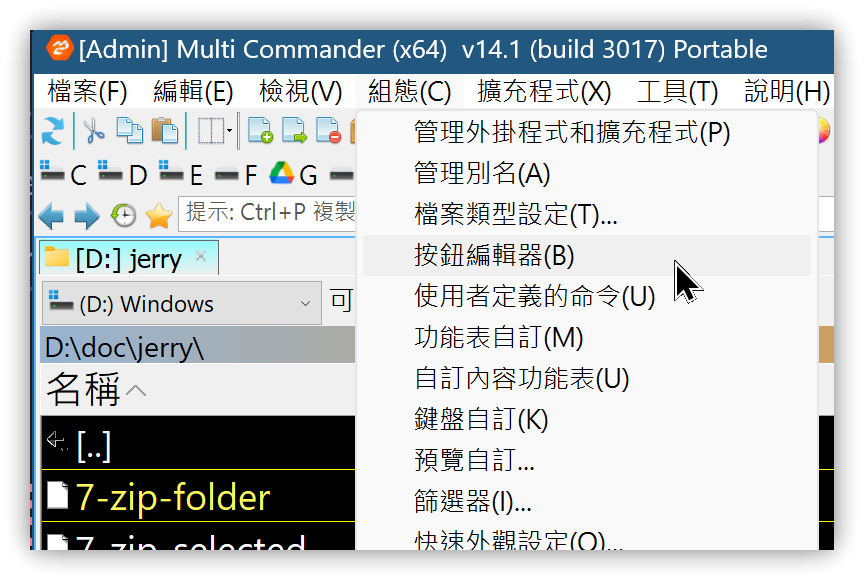 [Admin] Multi Commander (x64)  v14.1 (build 3017) Portable
檔案(F) 編輯(E) 檢視(V) 組態(C) 擴充程式(X) 工具(T) 說明(H)
管理外掛程式和擴充程式(P)
C D E F G
管理別名(A)
提示: Ctrl+P 複製
檔案類型設定(T)...
[D:] jerry
按鈕編輯器(B)
(D:) Windows
可
使用者定義的命令(U)
D:\doc\jerry\
功能表自訂(M)
名稱
自訂內容功能表(U)
鍵盤自訂(K)
[..]
預覽自訂...
7-zip-folder
篩選器(I)...
7-zip-selected
快速外觀設定(O)...